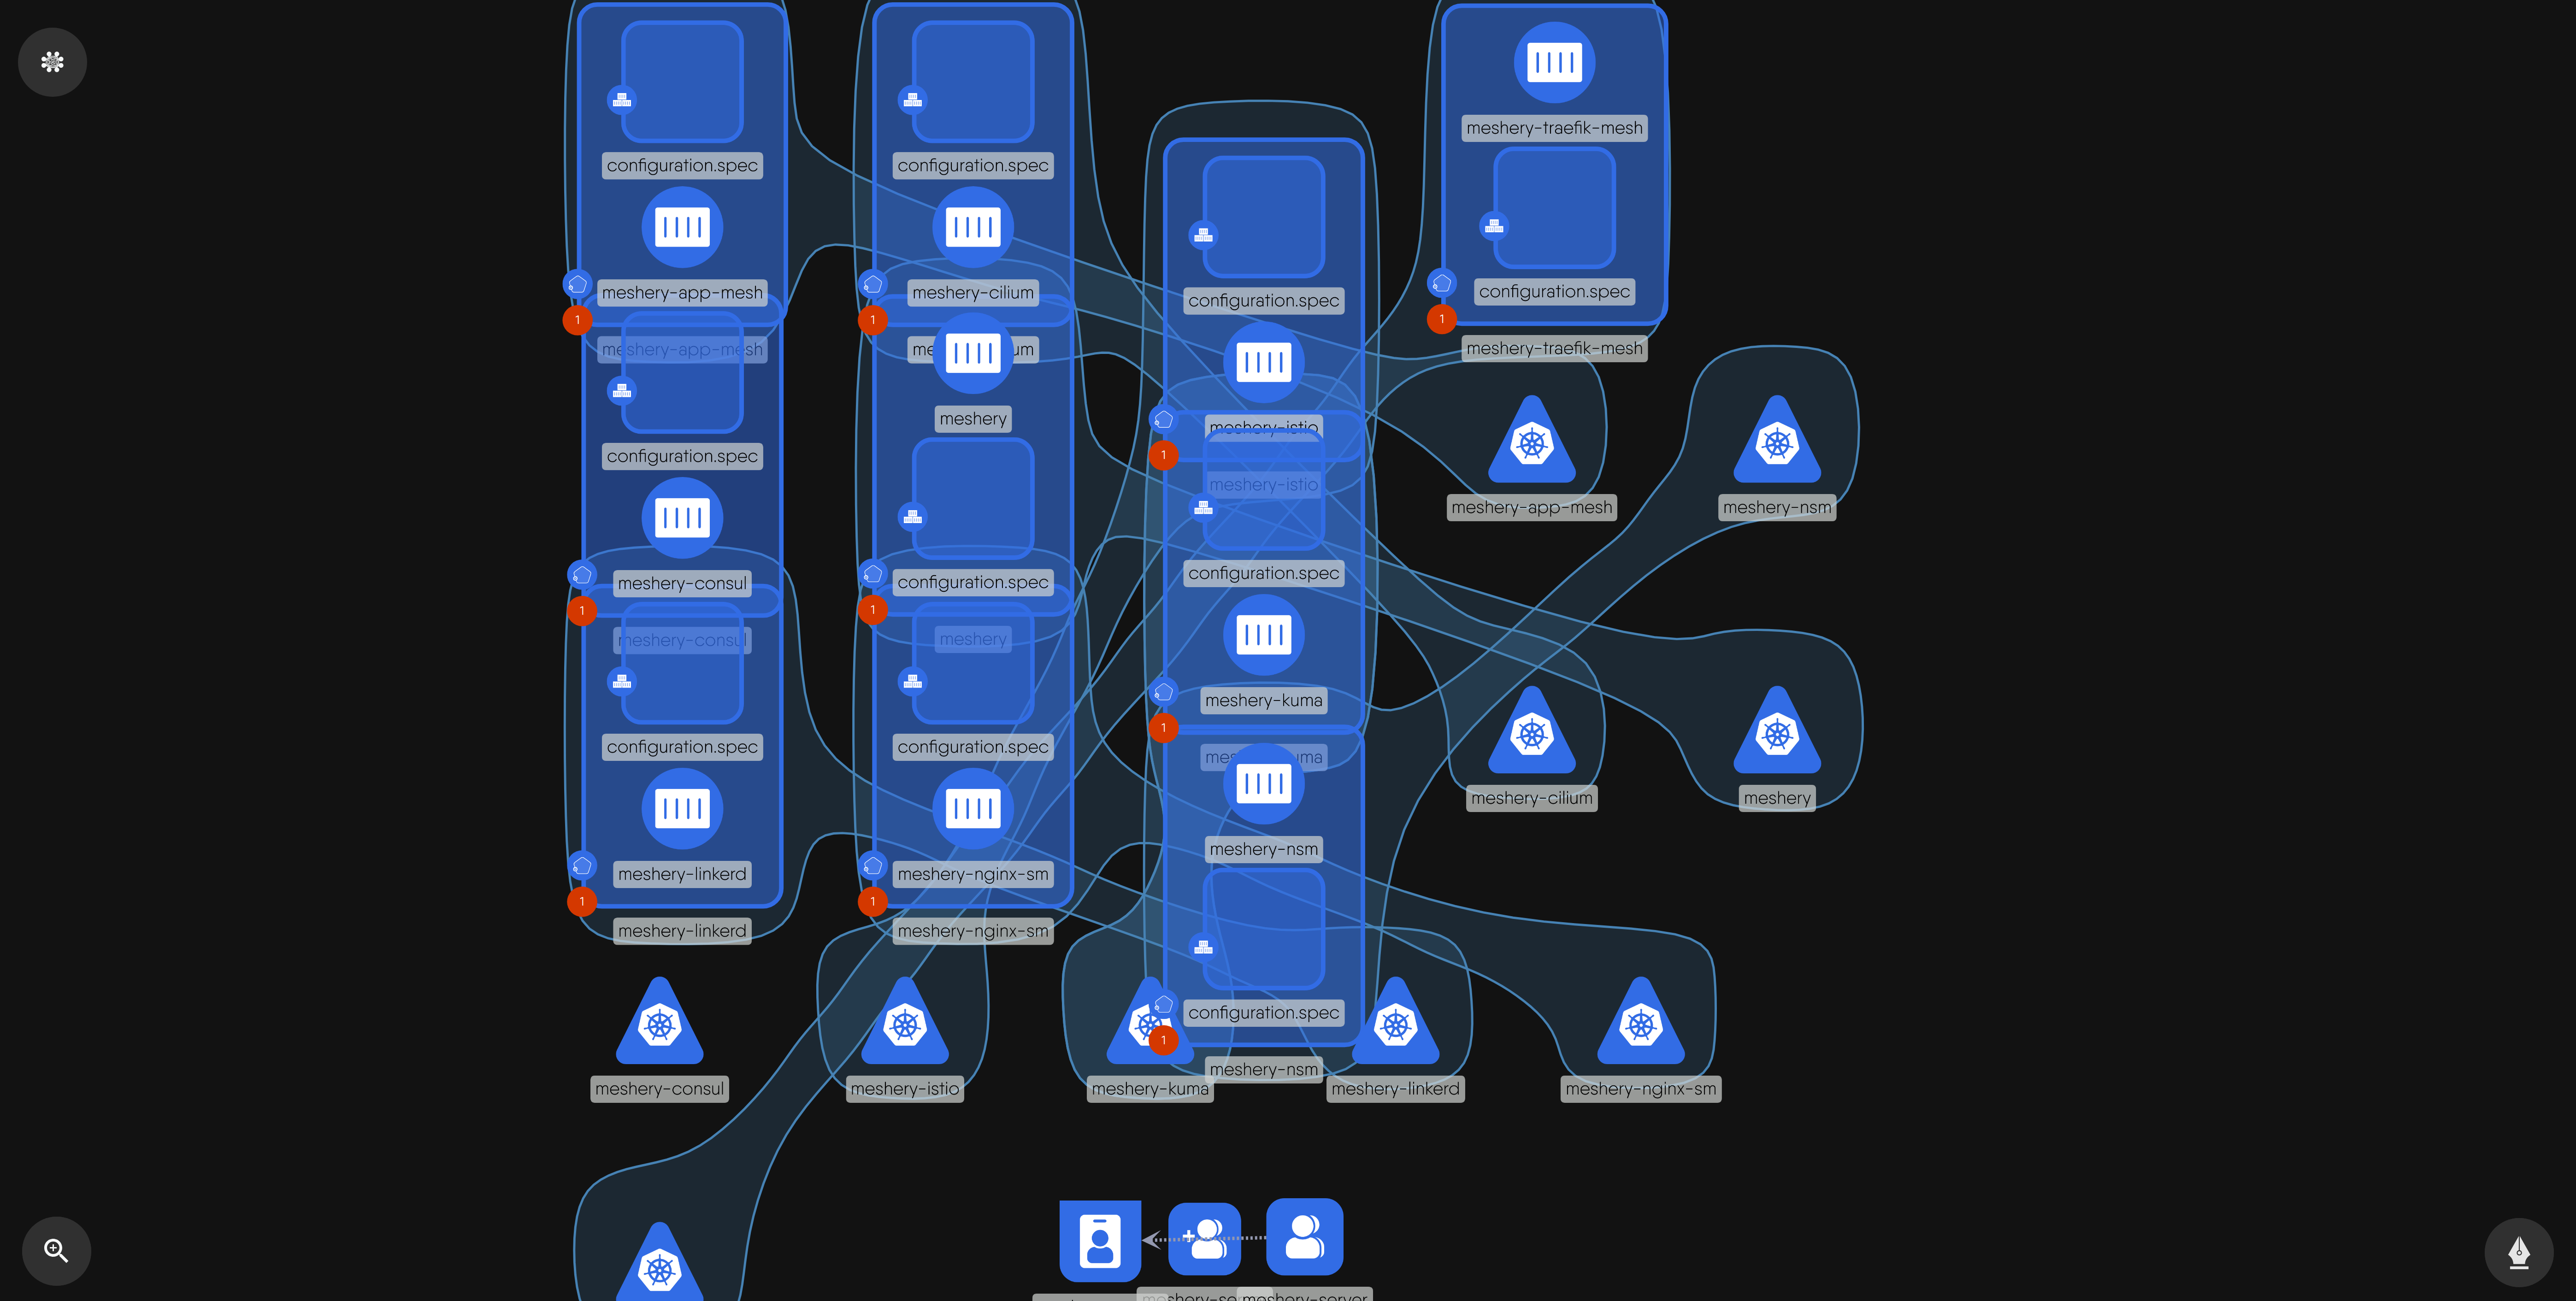 configuration.spec
meshery-app-mesh
1
meshery-app-mesh
configuration.spec
meshery-consul
1
meshery-consul
configuration.spec
meshery-linkerd
1
meshery-linkerd
configuration.spec
meshery-cilium
1
meshery
configuration.spec
1
meshery
configuration.spec
meshery-nginx-sm
1
meshery-nginx-sm
configuration.spec
meshery-istio
1
meshery-istio
configuration.spec
meshery-kuma
1
meshery-nsm
configuration.spec
1
meshery-nsm
meshery-traefik-mesh
configuration.spec
1
meshery-traefik-mesh
meshery-app-mesh
meshery-nsm
meshery-cilium
meshery
meshery-consul
meshery-istio
meshery-kuma
meshery-linkerd
meshery-nginx-sm
meshery-server